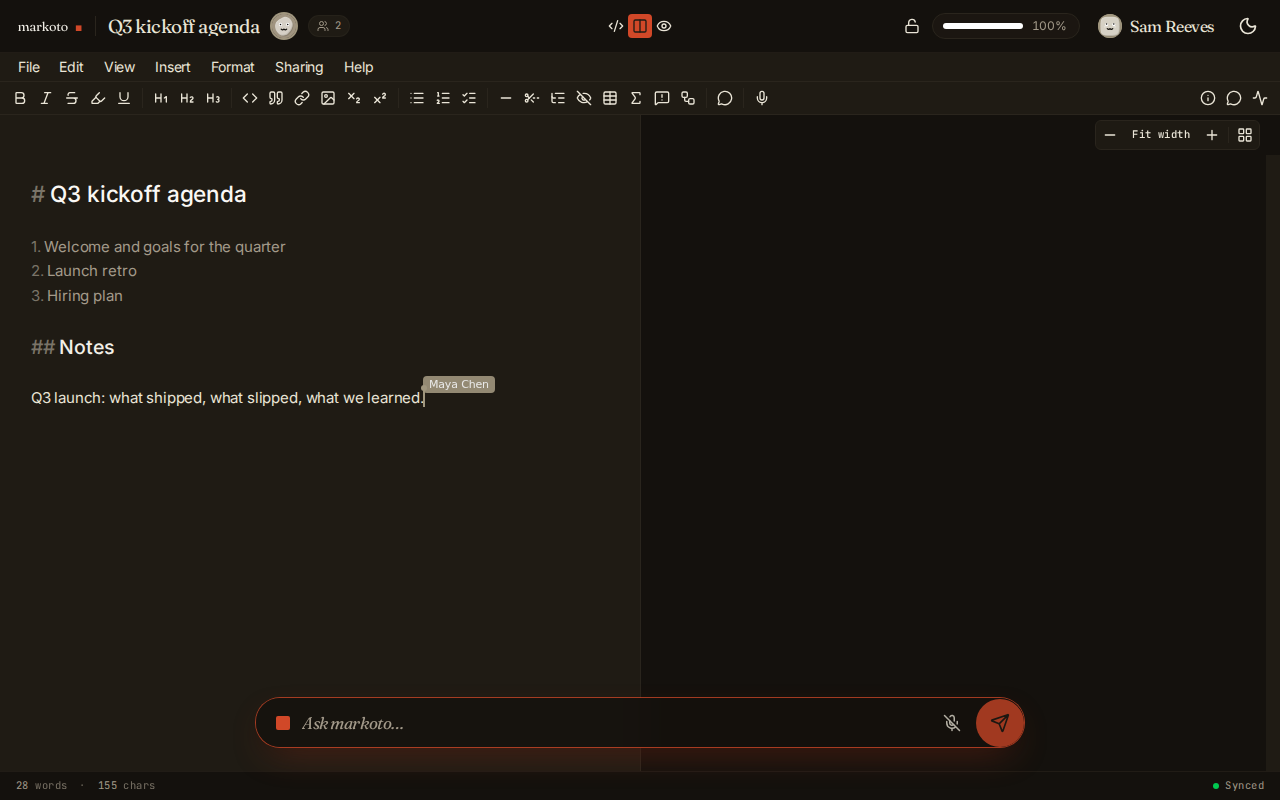 markoto
Q3 kickoff agenda
2
100%
Sam Reeves
File Edit View Insert Format Sharing Help
H1 H2 H3
Fit width
# Q3 kickoff agenda
1. Welcome and goals for the quarter
2. Launch retro
3. Hiring plan
## Notes
Maya Chen
Q3 launch: what shipped, what slipped, what we learned.
Ask markoto...
28 words · 155 chars
Synced